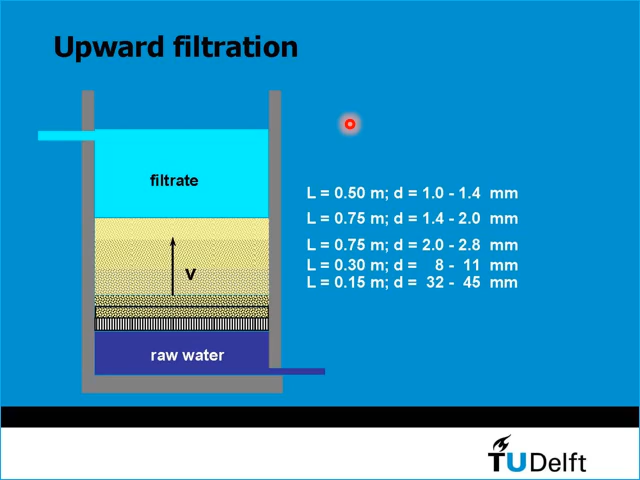 Upward filtration
filtrate
L = 0.50 m; d = 1.0 - 1.4 mm
L = 0.75 m; d = 1.4 - 2.0 mm
L = 0.75 m; d = 2.0 - 2.8 mm
L = 0.30 m; d = 8 - 11 mm
L = 0.15 m; d = 32 - 45 mm
v
raw water
TUDelft